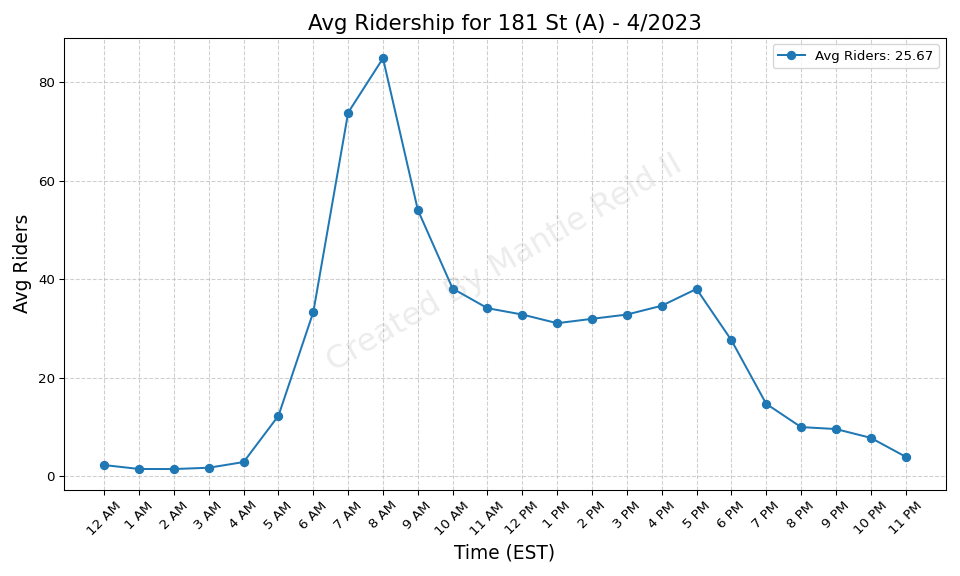 Avg Ridership for 181 St (A) - 4/2023
Avg Riders: 25.67
Avg Riders
80
60
40
20
0
Created By Mantie Reid II
12 AM
1 AM
2 AM
3 AM
4 AM
5 AM
6 AM
7 AM
8 AM
9 AM
10 AM
11 AM
12 PM
1 PM
2 PM
3 PM
4 PM
5 PM
6 PM
7 PM
8 PM
9 PM
10 PM
11 PM
Time (EST)